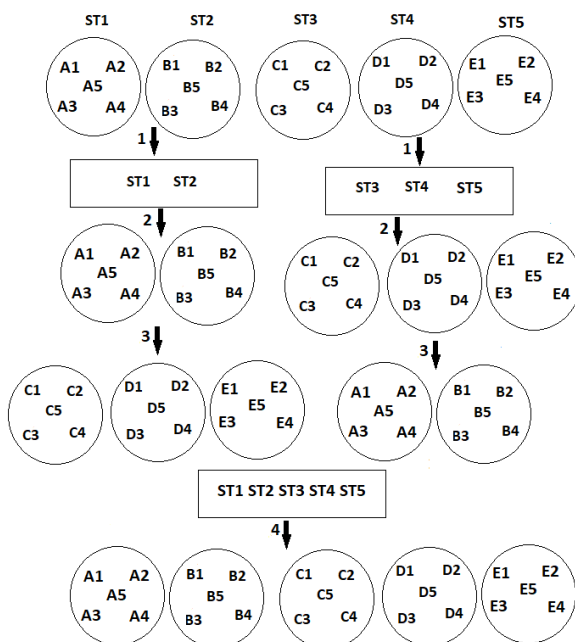 ST1 ST2 ST3 ST4 ST5
A1 A2 B1 B2 C1 C2 D1 D2 E1 E2
A5 B5 C5 D5 E5
A3 A4 B3 B4 C3 C4 D3 D4 E3 E4
1 1
ST1 ST2 ST3 ST4 ST5
2 2
A1 A2 B1 B2 C1 C2 D1 D2 E1 E2
A5 B5 C5 D5 E5
A3 A4 B3 B4 C3 C4 D3 D4 E3 E4
3 3
C1 C2 D1 D2 E1 E2 A1 A2 B1 B2
C5 D5 E5 A5 B5
C3 C4 D3 D4 E3 E4 A3 A4 B3 B4
ST1 ST2 ST3 ST4 ST5
4
A1 A2 B1 B2 C1 C2 D1 D2 E1 E2
A5 B5 C5 D5 E5
A3 A4 B3 B4 C3 C4 D3 D4 E3 E4